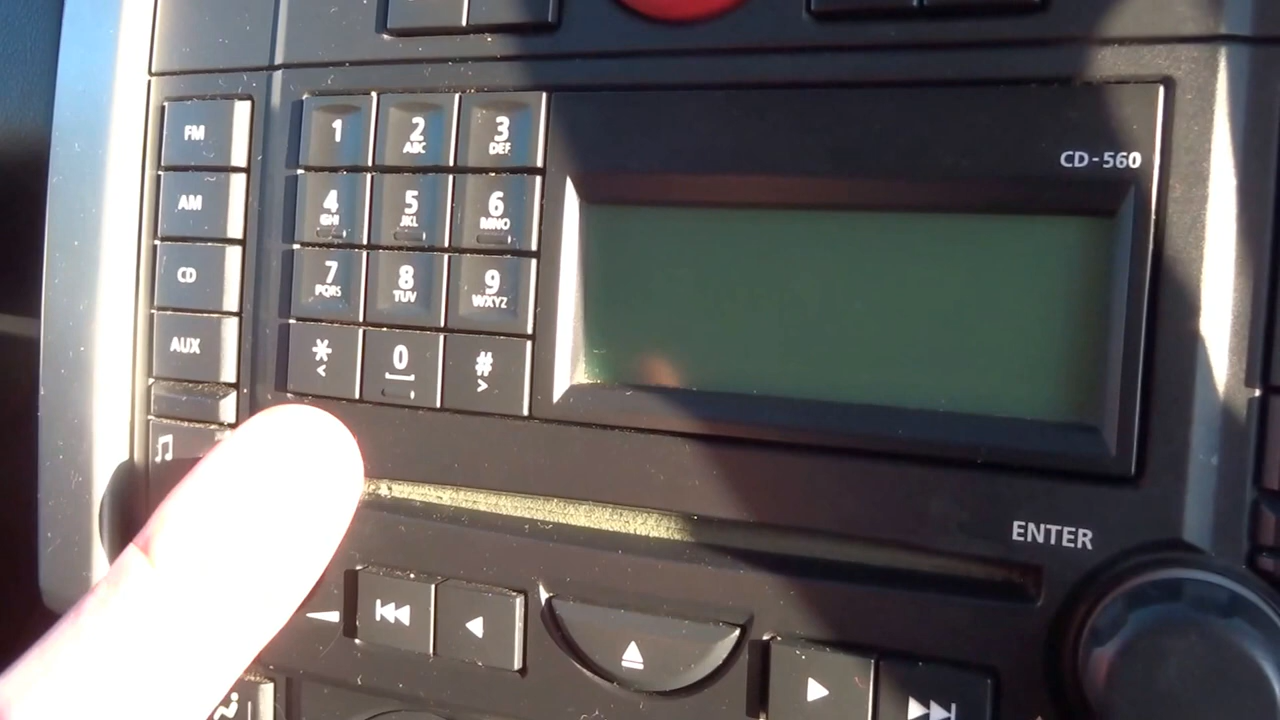 FM
AM
CD
AUX
1
2
ABC
3
DEF
4
GHI
5
JKL
6
MNO
7
PQRS
8
TUV
9
WXYZ
*
<
0
#
>
CD-560
ENTER